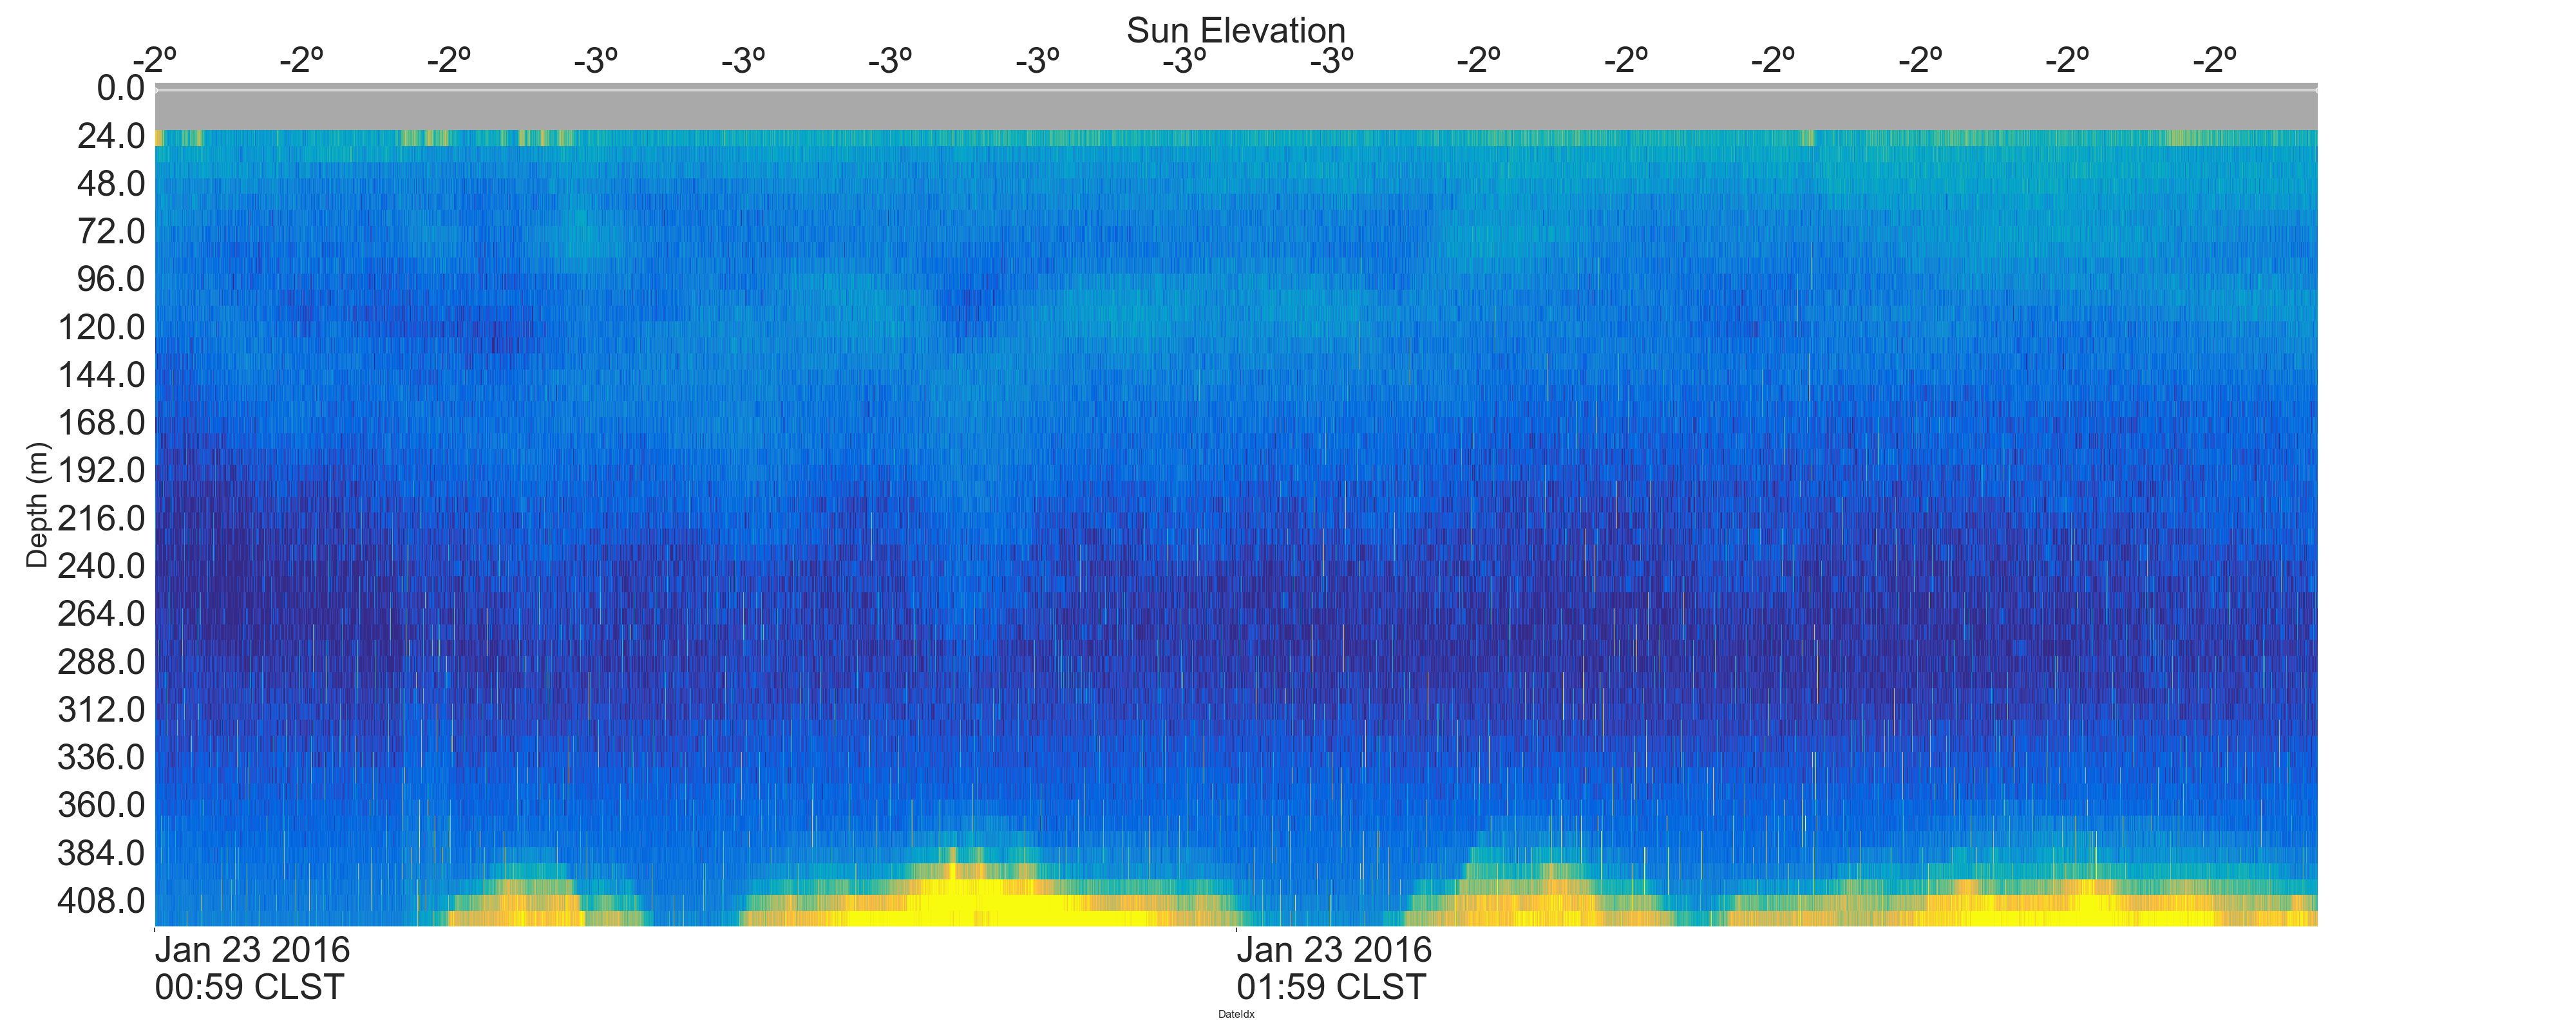 Sun Elevation
-2º -2º -2º -3º -3º -3º -3º -3º -3º -2º -2º -2º -2º -2º -2º
0.0
24.0
48.0
72.0
96.0
120.0
144.0
168.0
192.0
216.0
240.0
264.0
288.0
312.0
336.0
360.0
384.0
408.0
Depth (m)
Jan 23 2016
00:59 CLST
Jan 23 2016
01:59 CLST
DateIdx